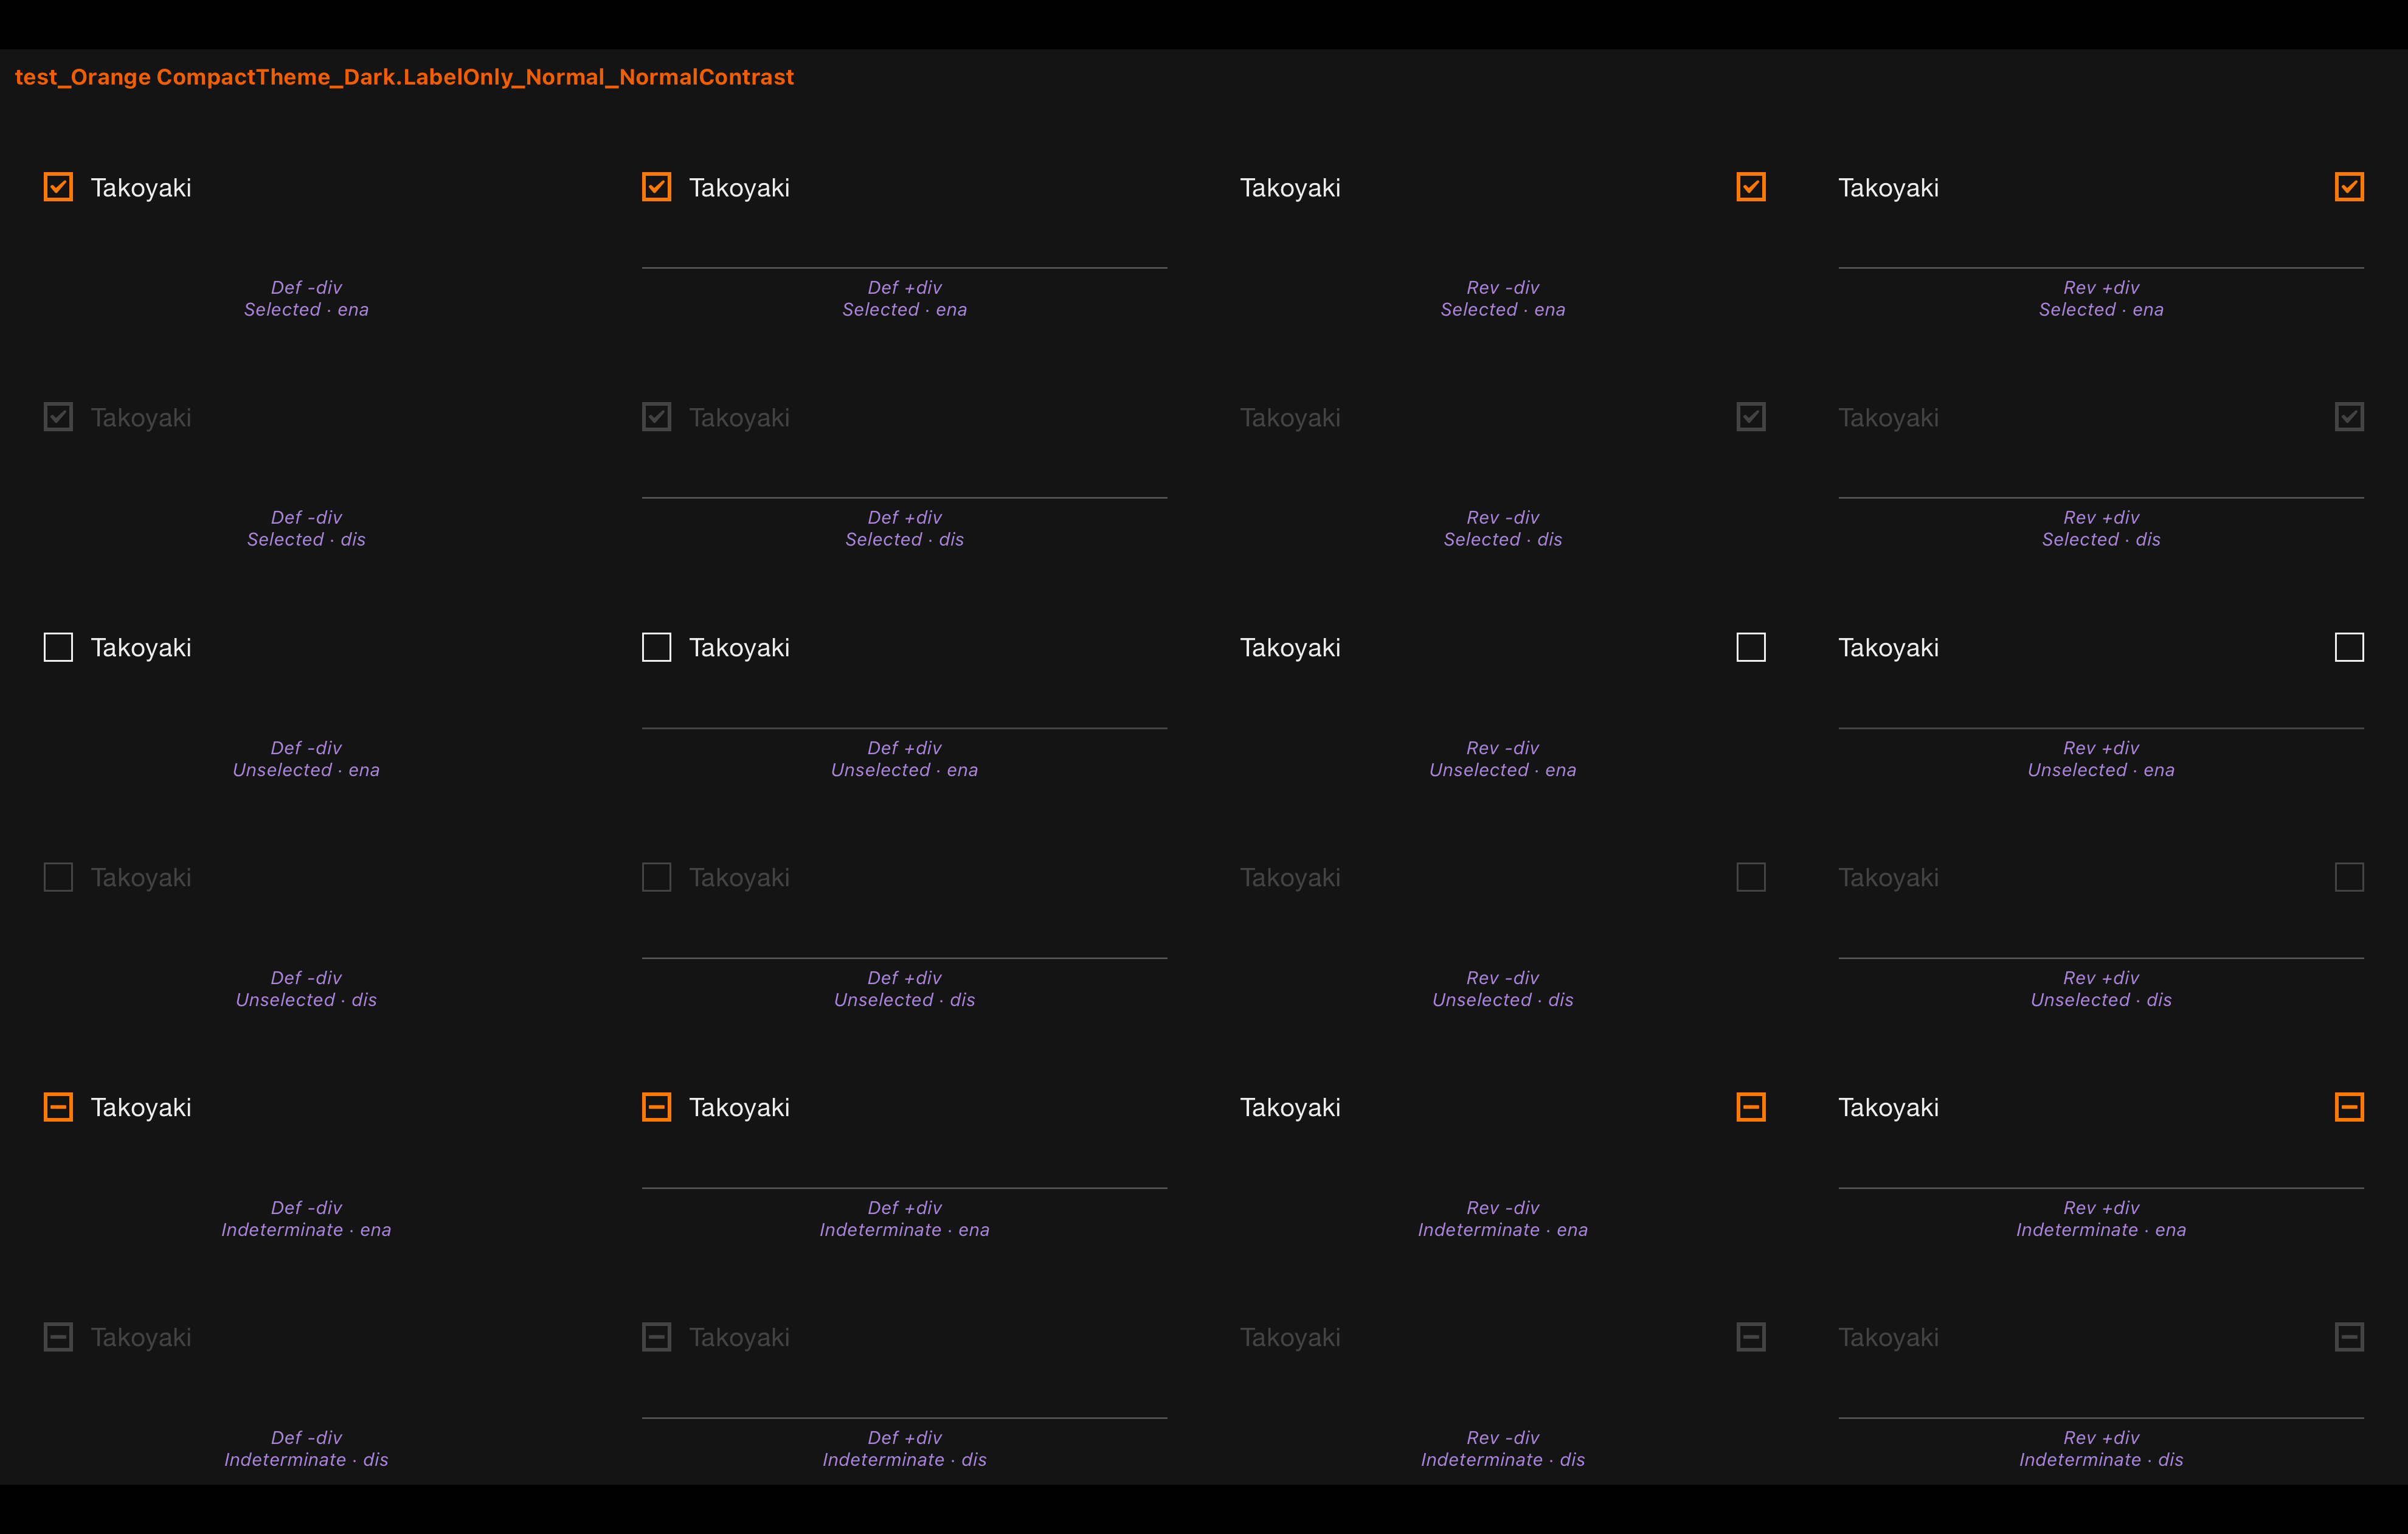 test_Orange CompactTheme_Dark.LabelOnly_Normal_NormalContrast
Takoyaki
Takoyaki
Takoyaki
Takoyaki
Def -div
Selected · ena
Def +div
Selected · ena
Rev -div
Selected · ena
Rev +div
Selected · ena
Takoyaki
Takoyaki
Takoyaki
Takoyaki
Def -div
Selected · dis
Def +div
Selected · dis
Rev -div
Selected · dis
Rev +div
Selected · dis
Takoyaki
Takoyaki
Takoyaki
Takoyaki
Def -div
Unselected · ena
Def +div
Unselected · ena
Rev -div
Unselected · ena
Rev +div
Unselected · ena
Takoyaki
Takoyaki
Takoyaki
Takoyaki
Def -div
Unselected · dis
Def +div
Unselected · dis
Rev -div
Unselected · dis
Rev +div
Unselected · dis
Takoyaki
Takoyaki
Takoyaki
Takoyaki
Def -div
Indeterminate · ena
Def +div
Indeterminate · ena
Rev -div
Indeterminate · ena
Rev +div
Indeterminate · ena
Takoyaki
Takoyaki
Takoyaki
Takoyaki
Def -div
Indeterminate · dis
Def +div
Indeterminate · dis
Rev -div
Indeterminate · dis
Rev +div
Indeterminate · dis